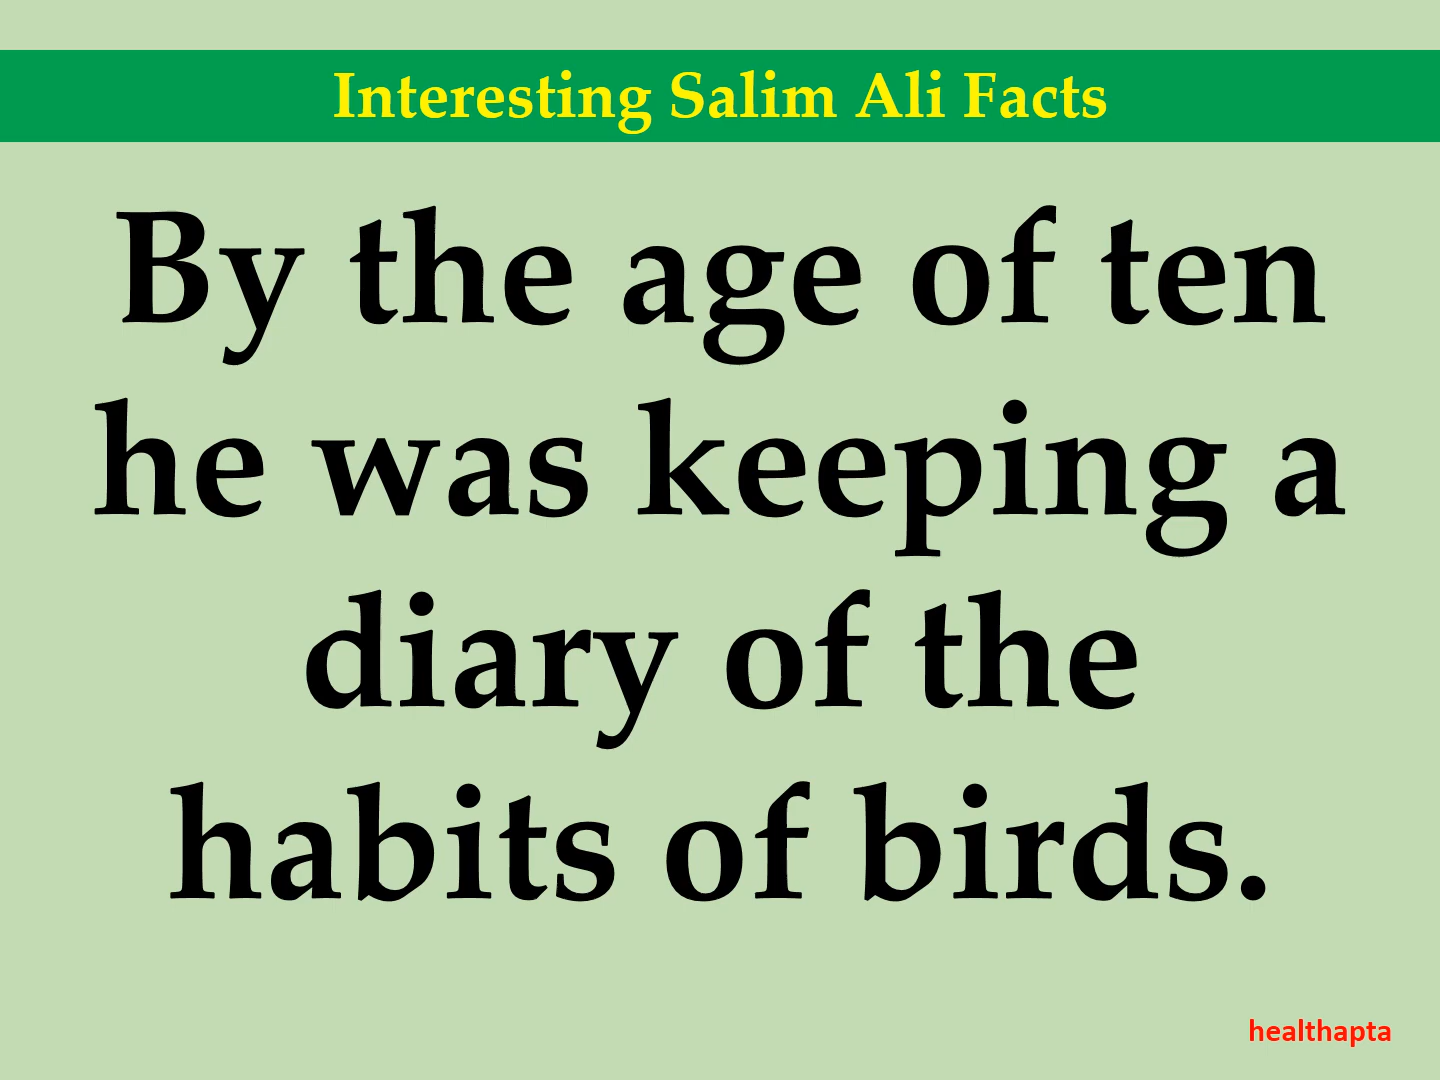 Interesting Salim Ali Facts
By the age of ten
he was keeping a
diary of the
habits of birds.
healthapta